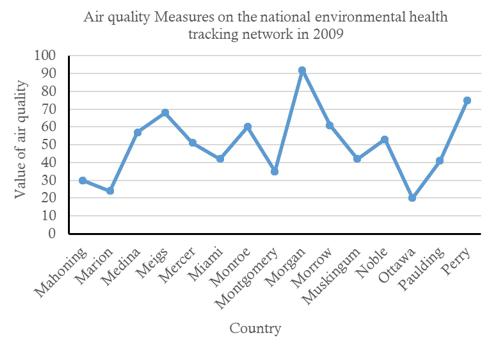 Air quality Measures on the national environmental health
tracking network in 2009
Value of air quality
100
90
80
70
60
50
40
30
20
10
0
Mahoning
Marion
Medina
Meigs
Mercer
Miami
Monroe
Montgomery
Morgan
Morrow
Muskingum
Noble
Ottawa
Paulding
Perry
Country